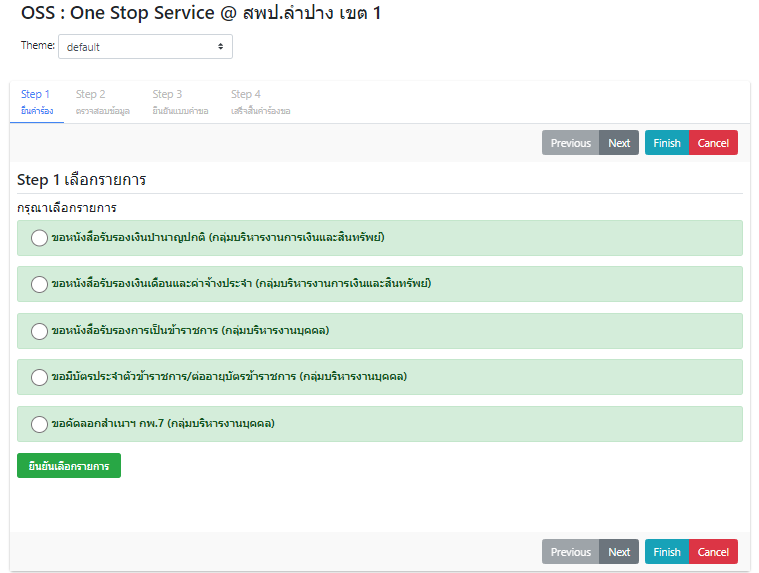 OSS : One Stop Service @ สพป.ลำปาง เขต 1
Theme: default
Step 1 Step 2 Step 3 Step 4
ยื่นคำร้อง ตรวจสอบข้อมูล ยืนยันแบบคำขอ เสร็จสิ้นคำร้องขอ
Previous Next Finish Cancel
Step 1 เลือกรายการ
กรุณาเลือกรายการ
ขอหนังสือรับรองเงินบำนาญปกติ (กลุ่มบริหารงานการเงินและสินทรัพย์)
ขอหนังสือรับรองเงินเดือนและค่าจ้างประจำ (กลุ่มบริหารงานการเงินและสินทรัพย์)
ขอหนังสือรับรองการเป็นข้าราชการ (กลุ่มบริหารงานบุคคล)
ขอมีบัตรประจำตัวข้าราชการ/ต่ออายุบัตรข้าราชการ (กลุ่มบริหารงานบุคคล)
ขอคัดลอกสำเนาฯ กพ.7 (กลุ่มบริหารงานบุคคล)
ยืนยันเลือกรายการ
Previous Next Finish Cancel